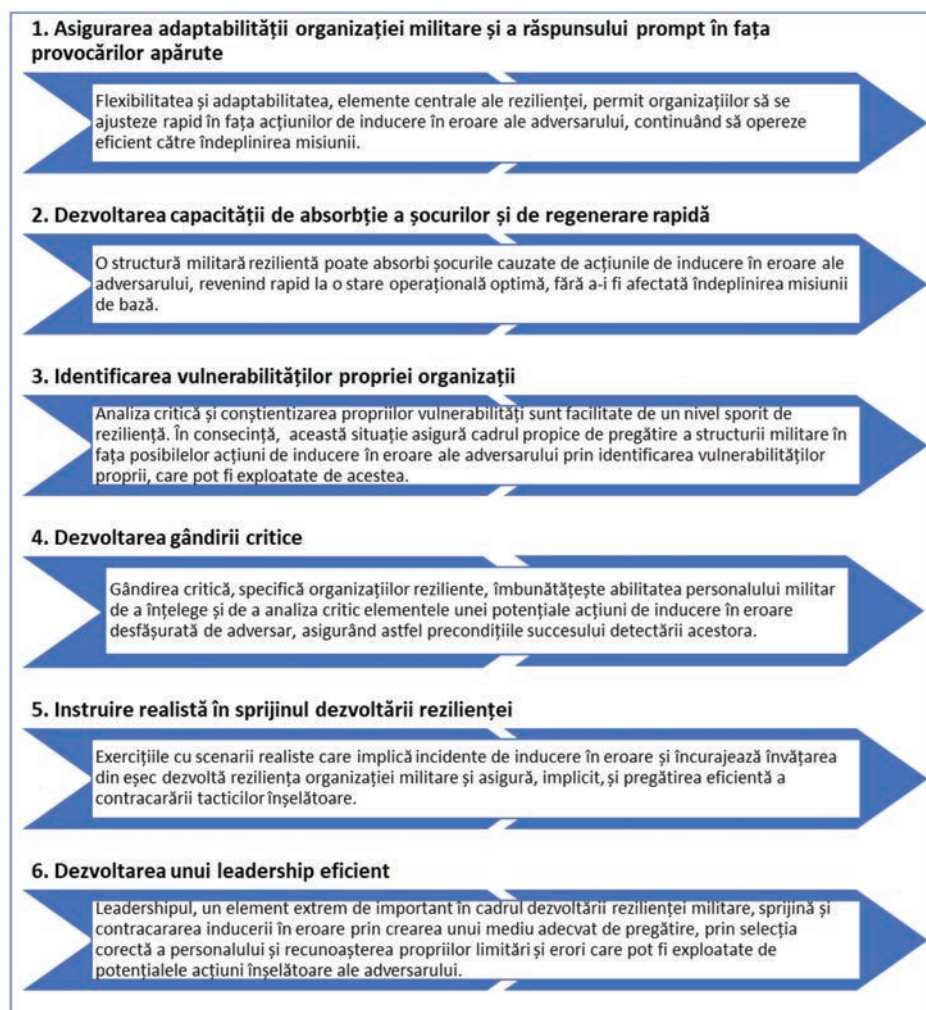 1. Asigurarea adaptabilității organizației militare și a răspunsului prompt în fața
provocărilor apărute
Flexibilitatea și adaptabilitatea, elemente centrale ale rezilienței, permit organizațiilor să se
ajusteze rapid în fața acțiunilor de inducere în eroare ale adversarului, continuând să opereze
eficient către îndeplinirea misiunii.
2. Dezvoltarea capacității de absorbție a șocurilor și de regenerare rapidă
O structură militară rezilientă poate absorbi șocurile cauzate de acțiunile de inducere în eroare ale
adversarului, revenind rapid la o stare operațională optimă, fără a-i fi afectată îndeplinirea misiunii
de bază.
3. Identificarea vulnerabilităților propriei organizații
Analiza critică și conștientizarea propriilor vulnerabilități sunt facilitate de un nivel sporit de
reziliență. În consecință, această situație asigură cadrul propice de pregătire a structurii militare în
fața posibilelor acțiuni de inducere în eroare ale adversarului prin identificarea vulnerabilităților
proprii, care pot fi exploatate de acestea.
4. Dezvoltarea gândirii critice
Gândirea critică, specifică organizațiilor reziliente, îmbunătățește abilitatea personalului militar
de a înțelege și de a analiza critic elementele unei potențiale acțiuni de inducere în eroare
desfășurată de adversar, asigurând astfel precondițiile succesului detectării acestora.
5. Instruire realistă în sprijinul dezvoltării rezilienței
Exercițiile cu scenarii realiste care implică incidente de inducere în eroare și încurajează învățarea
din eșec dezvoltă reziliența organizației militare și asigură, implicit, și pregătirea eficientă a
contracarării tacticilor înșelătoare.
6. Dezvoltarea unui leadership eficient
Leadershipul, un element extrem de important în cadrul dezvoltării rezilienței militare, sprijină și
contracararea inducerii în eroare prin crearea unui mediu adecvat de pregătire, prin selecția
corectă a personalului și recunoașterea propriilor limitări și erori care pot fi exploatate de
potențialele acțiuni înșelătoare ale adversarului.